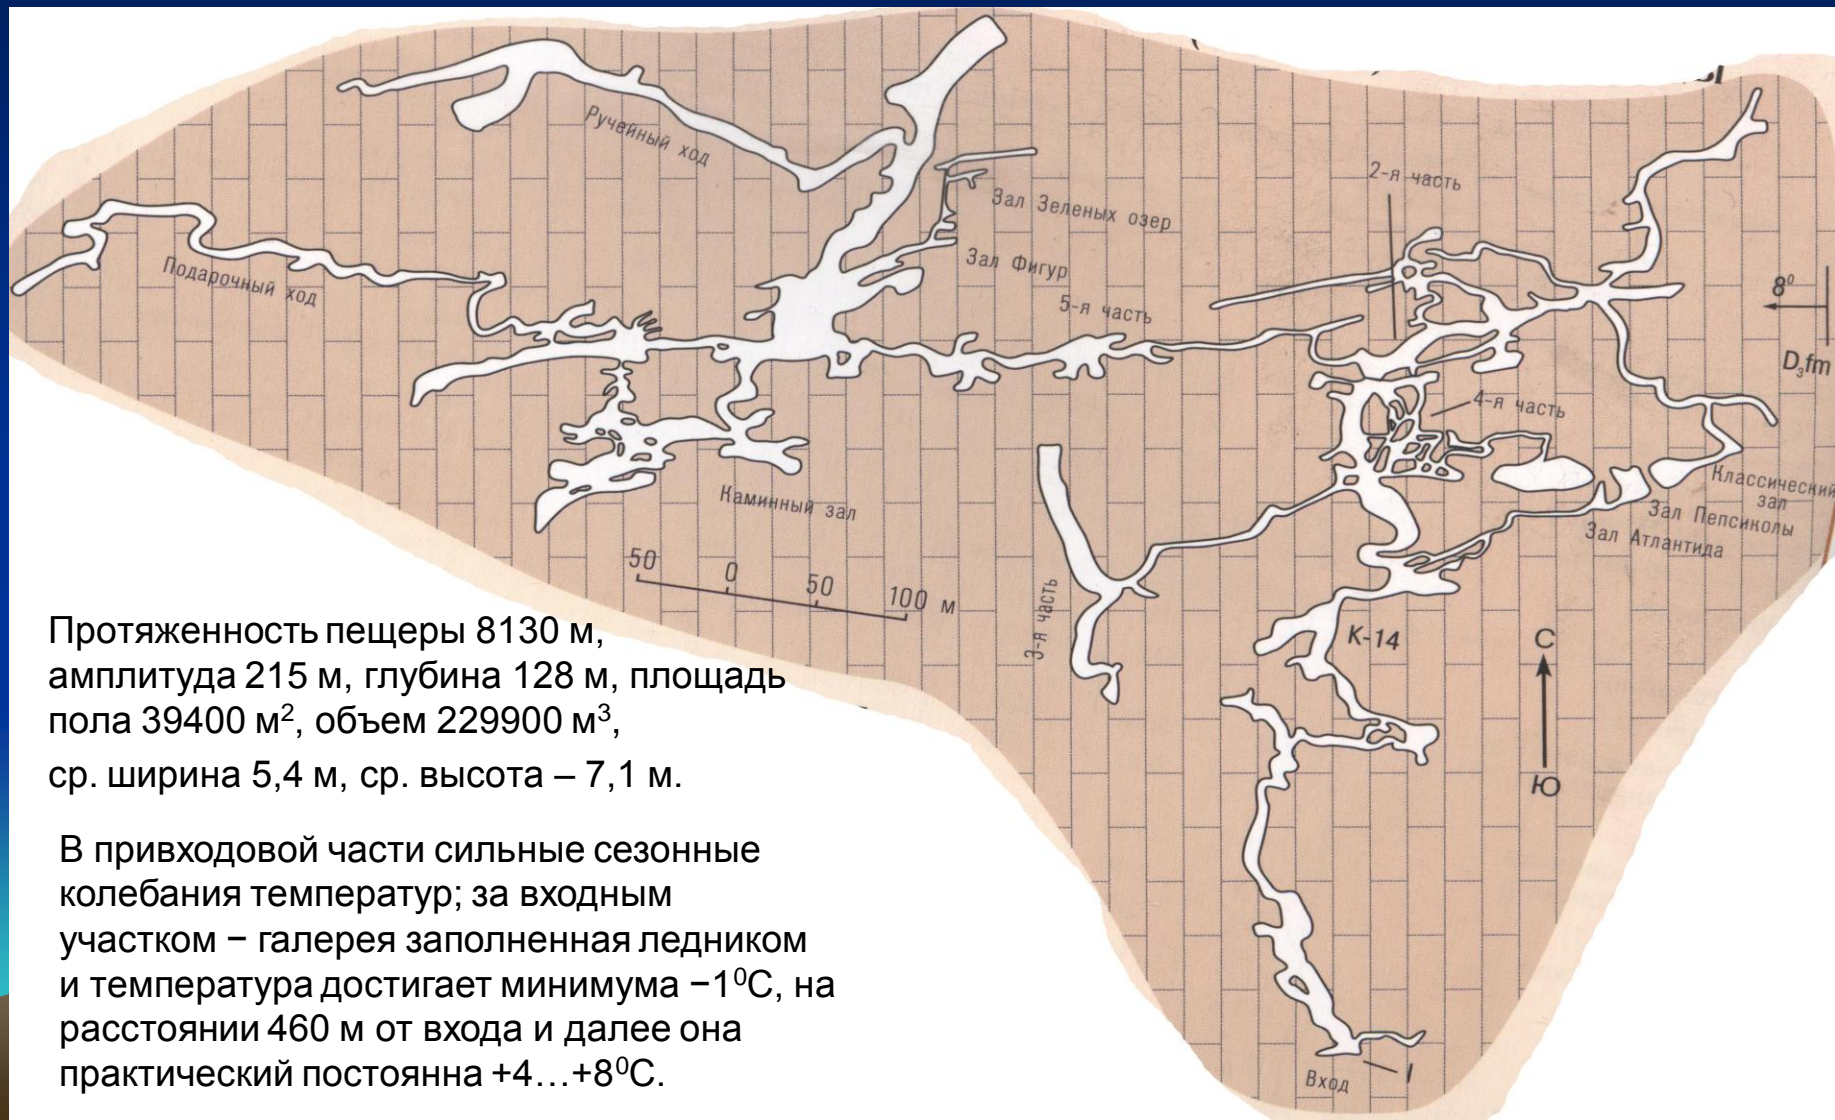 Ручейный ход
2-я часть
Зал Зеленых озер
Зал Фигур
Подарочный ход
5-я часть
8⁰
D₃fm
4-я часть
Каминный зал
Классический
зал
Зал Пепсиколы
Зал Атлантида
50 0 50 100 м
3-я часть
К-14
С
Ю
Вход
Протяженность пещеры 8130 м,
амплитуда 215 м, глубина 128 м, площадь
пола 39400 м², объем 229900 м³,
ср. ширина 5,4 м, ср. высота – 7,1 м.
В привходовой части сильные сезонные
колебания температур; за входным
участком − галерея заполненная ледником
и температура достигает минимума −1⁰С, на
расстоянии 460 м от входа и далее она
практический постоянна +4…+8⁰С.